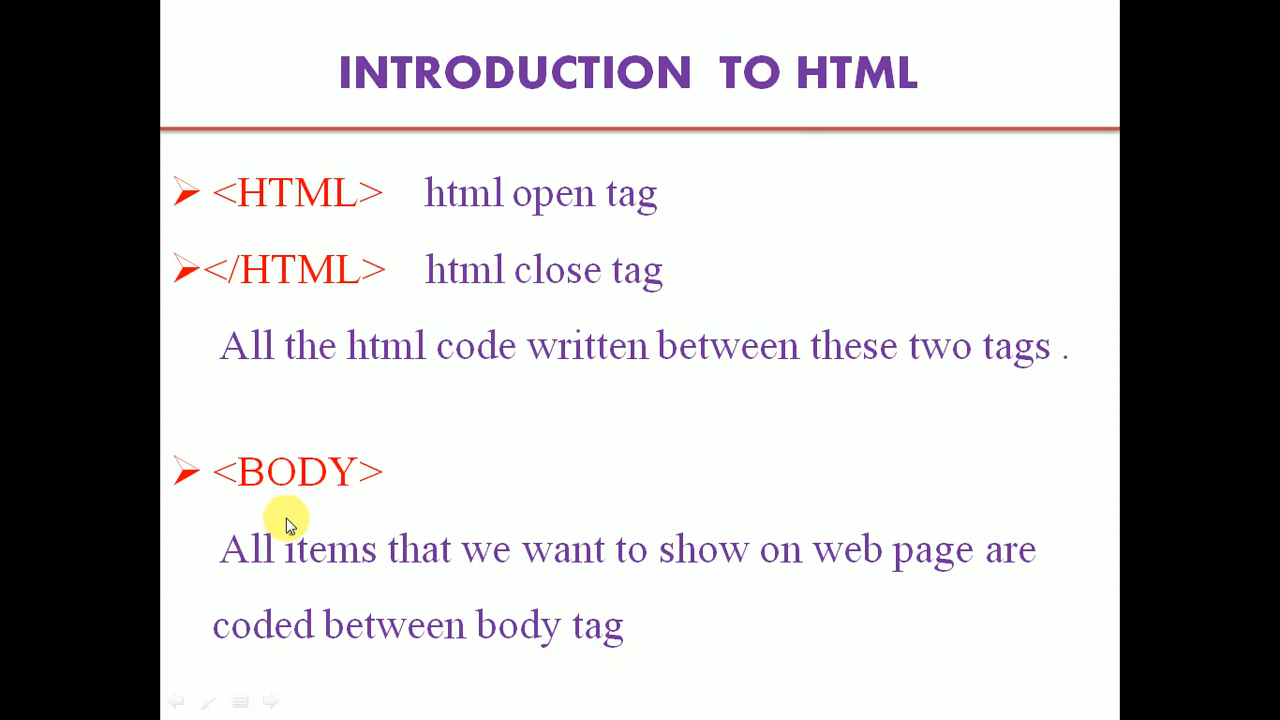 INTRODUCTION TO HTML
<HTML> html open tag
</HTML> html close tag
All the html code written between these two tags .
<BODY>
All items that we want to show on web page are
coded between body tag